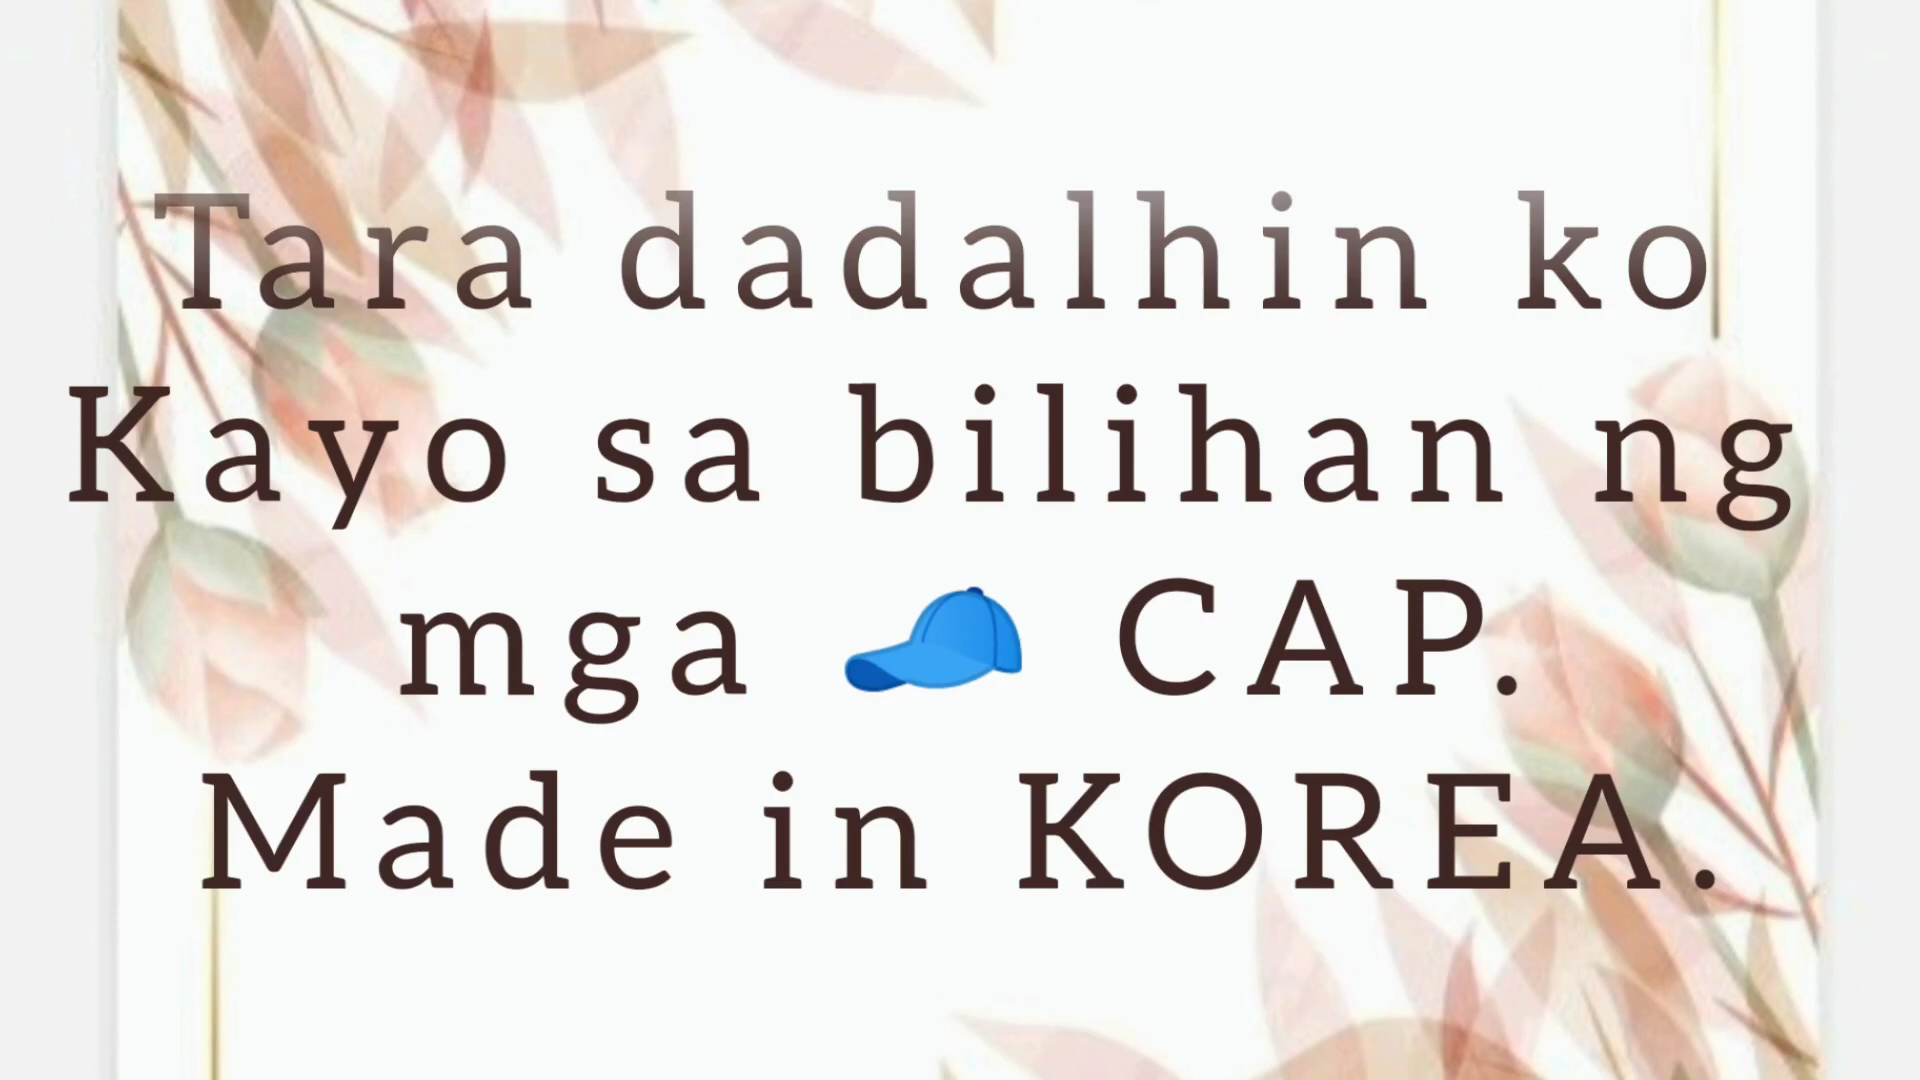 Tara dadalhin ko
Kayo sa bilihan ng
mga 🧢 CAP.
Made in KOREA.